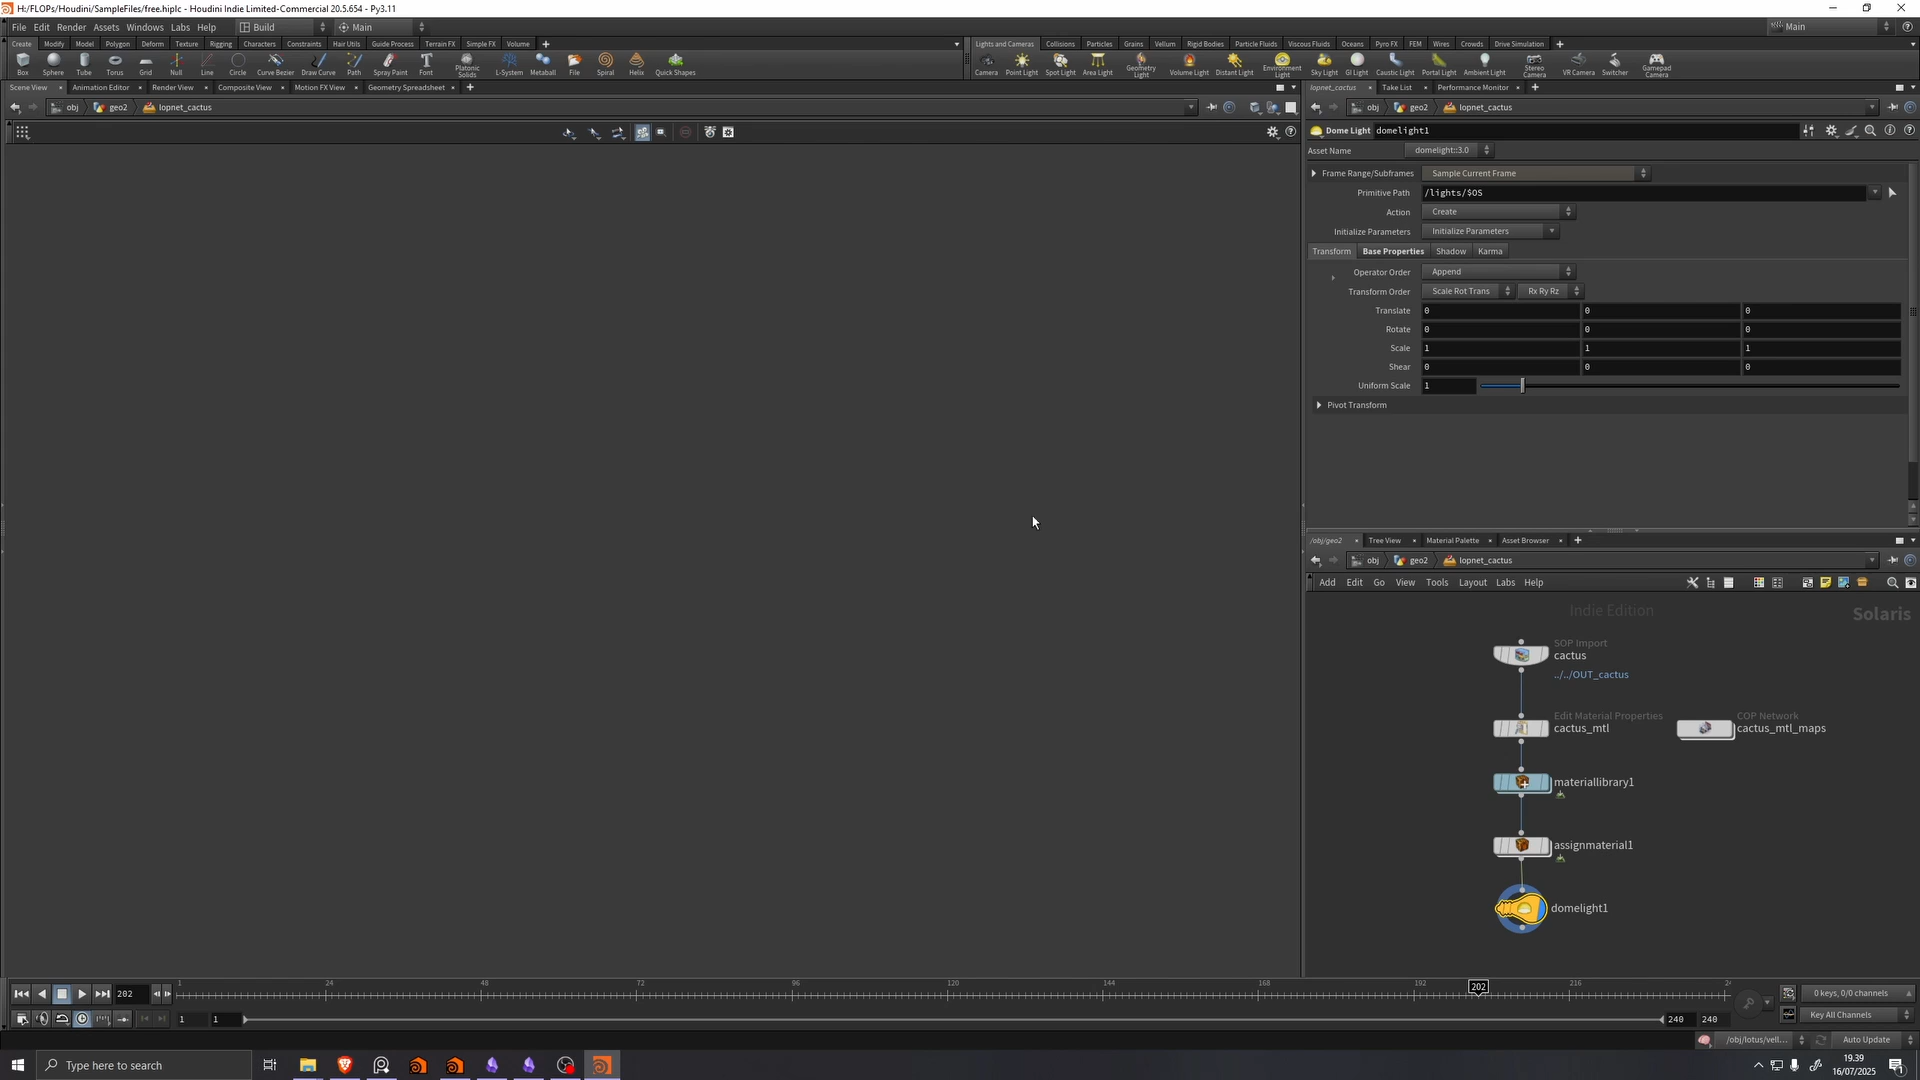 H:/FLOPs/Houdini/SampleFiles/free.hiplc - Houdini Indie Limited-Commercial 20.5.654 - Py3.11
File Edit Render Assets Windows Labs Help Build Main Main
Create Modify Model Polygon Deform Texture Rigging Characters Constraints Hair Utils Guide Process Terrain FX Simple FX Volume
Lights and Cameras Collisions Particles Grains Vellum Rigid Bodies Particle Fluids Viscous Fluids Oceans Pyro FX FEM Wires Crowds Drive Simulation
Box Sphere Tube Torus Grid Null Line Circle Curve Bezier Draw Curve Path Spray Paint Font Platonic Solids L-System Metaball File Spiral Helix Quick Shapes
Camera Point Light Spot Light Area Light Geometry Light Volume Light Distant Light Environment Light Sky Light GI Light Caustic Light Portal Light Ambient Light Stereo Camera VR Camera Switcher Gamepad Camera
Scene View Animation Editor Render View Composite View Motion FX View Geometry Spreadsheet
lopnet_cactus Take List Performance Monitor
obj geo2 lopnet_cactus
obj geo2 lopnet_cactus
Dome Light domelight1
Asset Name domelight::3.0
Frame Range/Subframes Sample Current Frame
Primitive Path /lights/$OS
Action Create
Initialize Parameters Initialize Parameters
Transform Base Properties Shadow Karma
Operator Order Append
Transform Order Scale Rot Trans Rx Ry Rz
Translate 0 0 0
Rotate 0 0 0
Scale 1 1 1
Shear 0 0 0
Uniform Scale 1
Pivot Transform
/obj/geo2 Tree View Material Palette Asset Browser
obj geo2 lopnet_cactus
Add Edit Go View Tools Layout Labs Help
Indie Edition Solaris
SOP Import
cactus
../../OUT_cactus
Edit Material Properties
cactus_mtl
COP Network
cactus_mtl_maps
materiallibrary1
assignmaterial1
domelight1
202 1 24 48 72 96 120 144 168 192 202 216
0 keys, 0/0 channels
1 1 240 240 Key All Channels
/obj/lotus/vell... Auto Update
Type here to search
19.39
16/07/2025